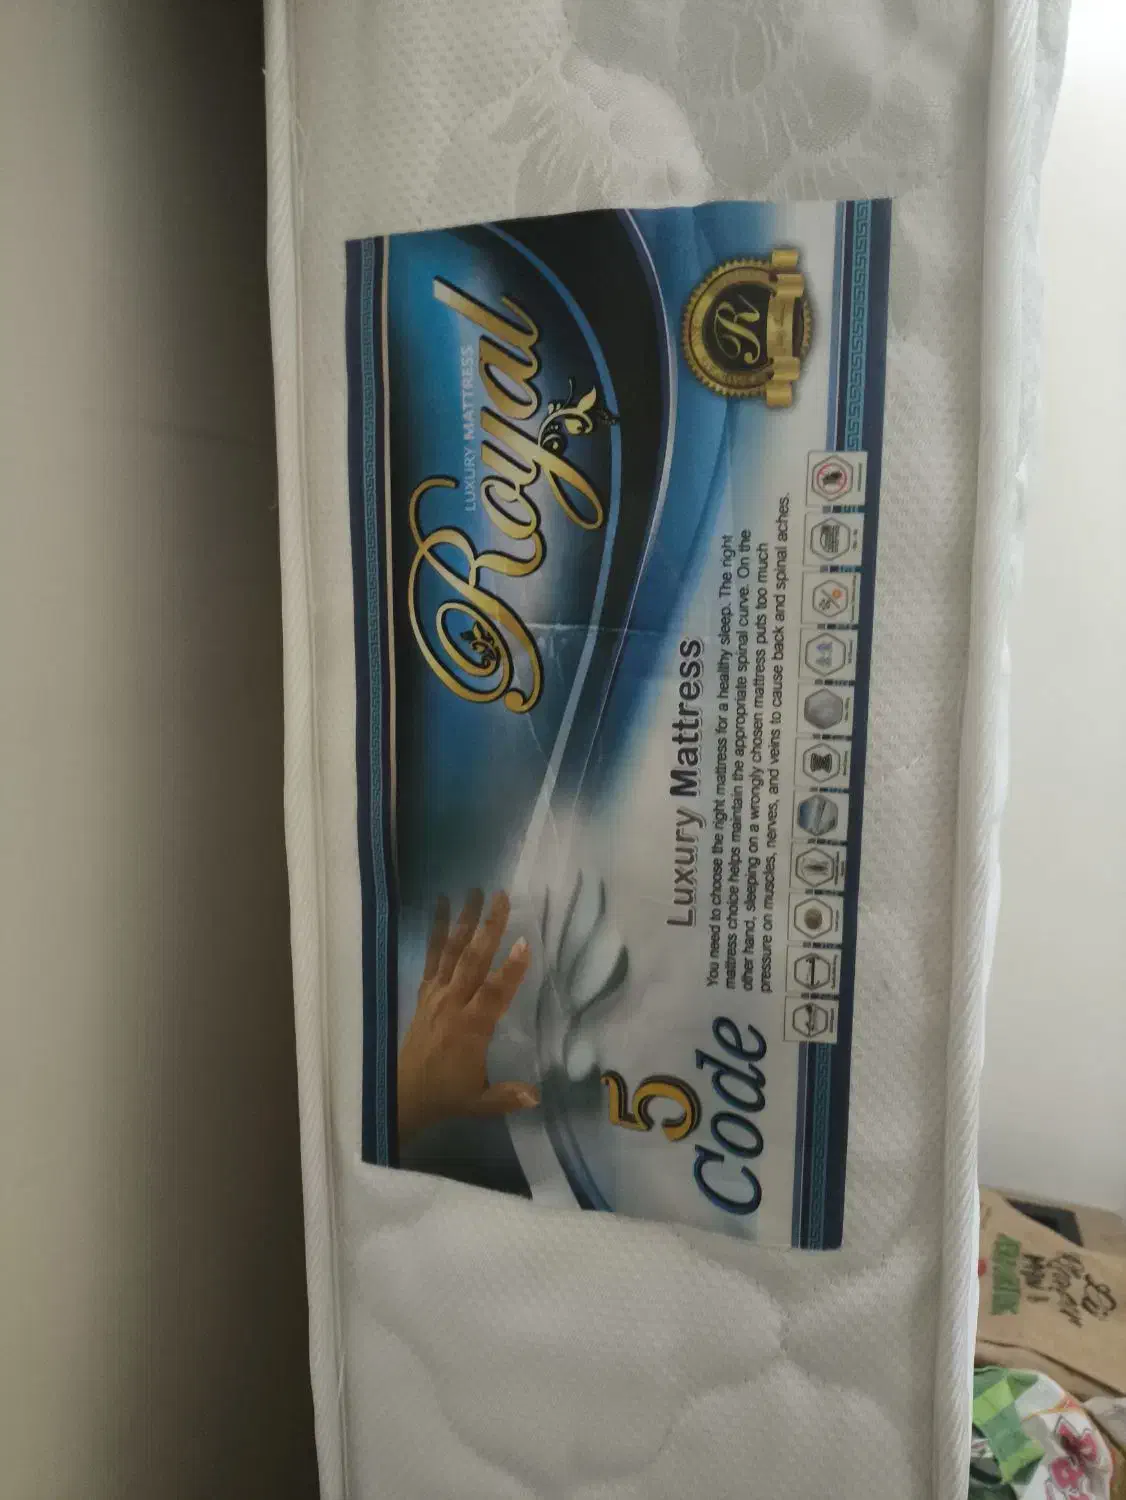 LUXURY MATTRESS
Royal
R
Luxury Mattress
You need to choose the right mattress for a healthy sleep. The right
mattress choice helps maintain the appropriate spinal curve. On the
other hand, sleeping on a wrongly chosen mattress puts too much
pressure on muscles, nerves, and veins to cause back and spinal aches.
5
Code